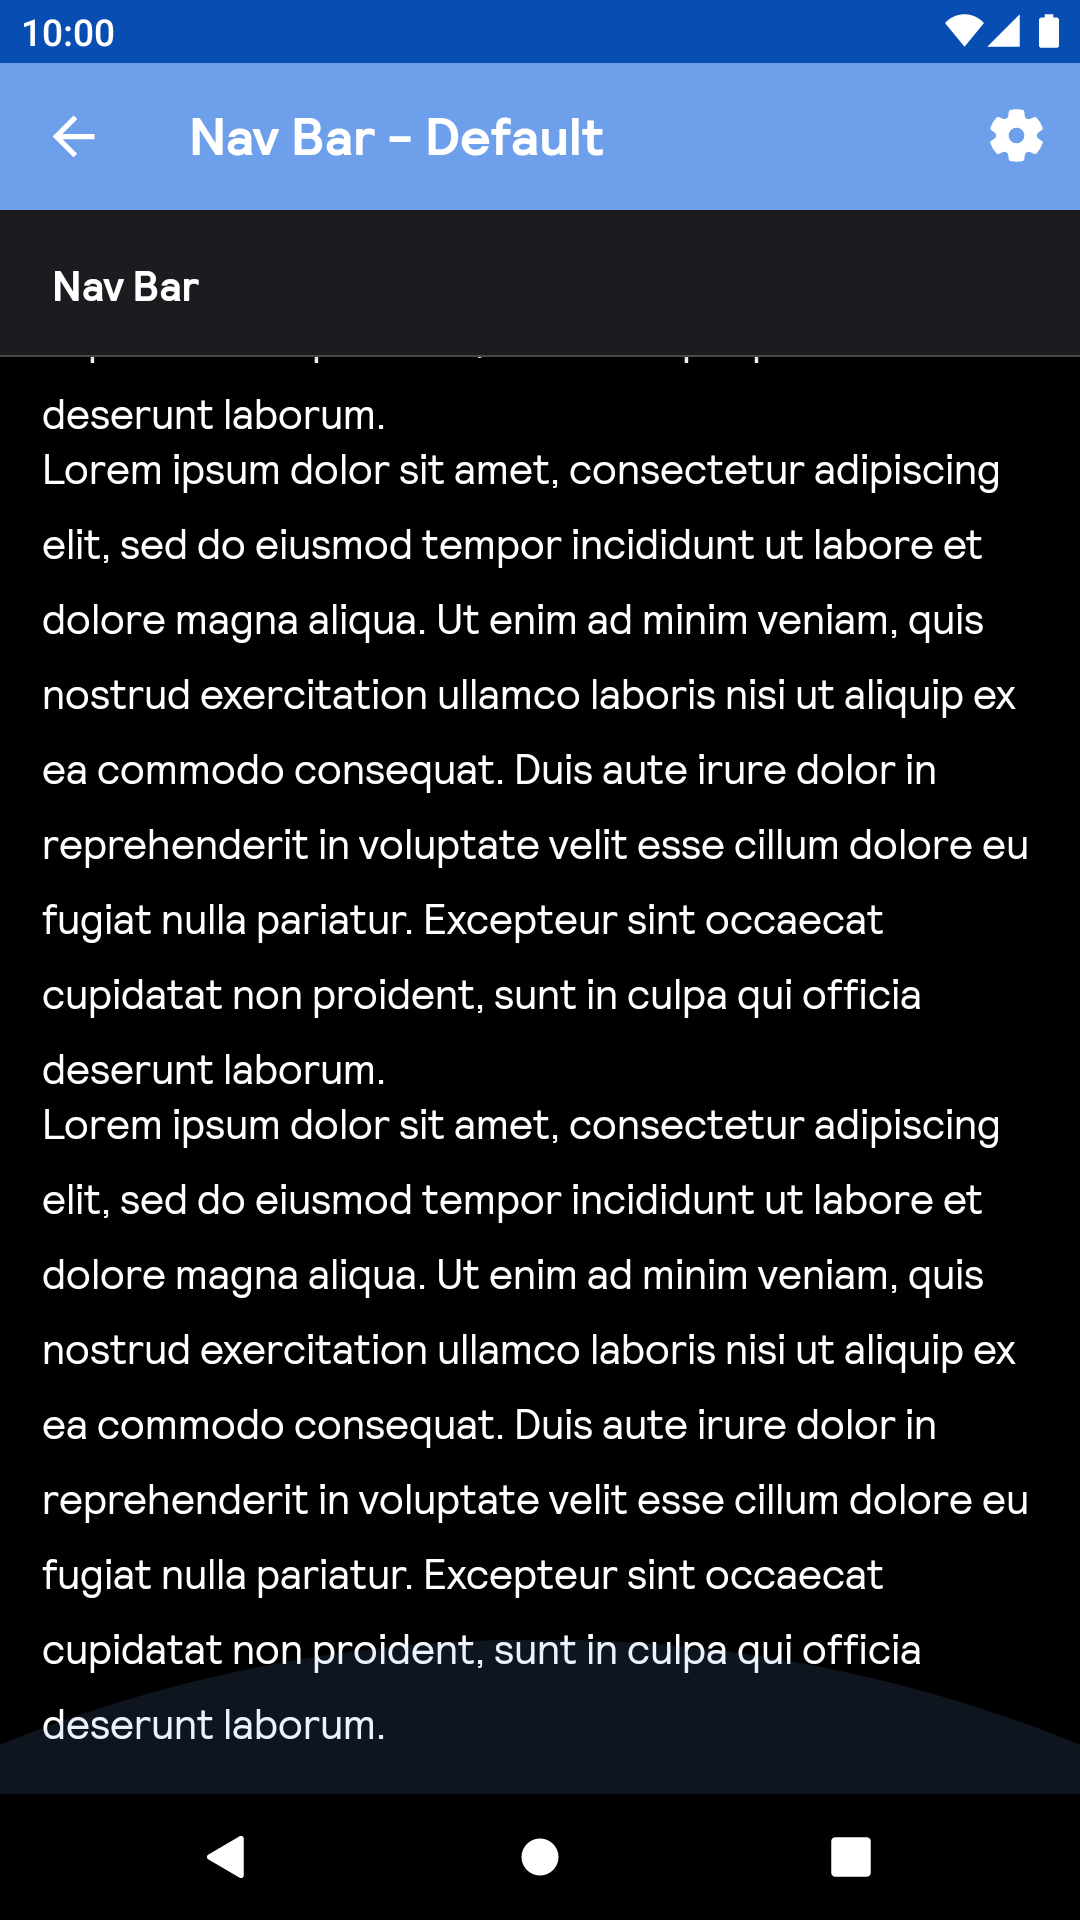 10:00
Nav Bar - Default
Nav Bar
deserunt laborum.
Lorem ipsum dolor sit amet, consectetur adipiscing
elit, sed do eiusmod tempor incididunt ut labore et
dolore magna aliqua. Ut enim ad minim veniam, quis
nostrud exercitation ullamco laboris nisi ut aliquip ex
ea commodo consequat. Duis aute irure dolor in
reprehenderit in voluptate velit esse cillum dolore eu
fugiat nulla pariatur. Excepteur sint occaecat
cupidatat non proident, sunt in culpa qui officia
deserunt laborum.
Lorem ipsum dolor sit amet, consectetur adipiscing
elit, sed do eiusmod tempor incididunt ut labore et
dolore magna aliqua. Ut enim ad minim veniam, quis
nostrud exercitation ullamco laboris nisi ut aliquip ex
ea commodo consequat. Duis aute irure dolor in
reprehenderit in voluptate velit esse cillum dolore eu
fugiat nulla pariatur. Excepteur sint occaecat
cupidatat non proident, sunt in culpa qui officia
deserunt laborum.